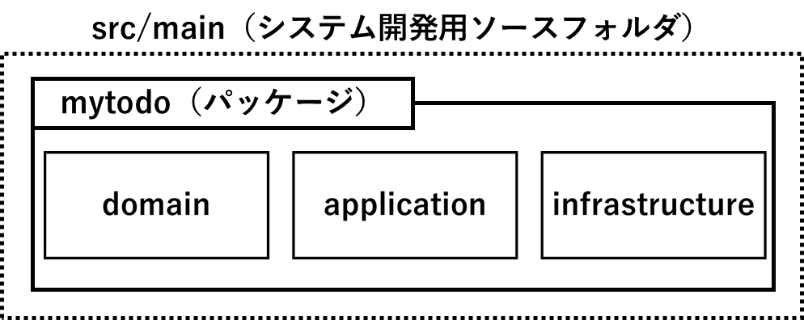 src/main（システム開発用ソースフォルダ）
mytodo（パッケージ）
domain
application
infrastructure